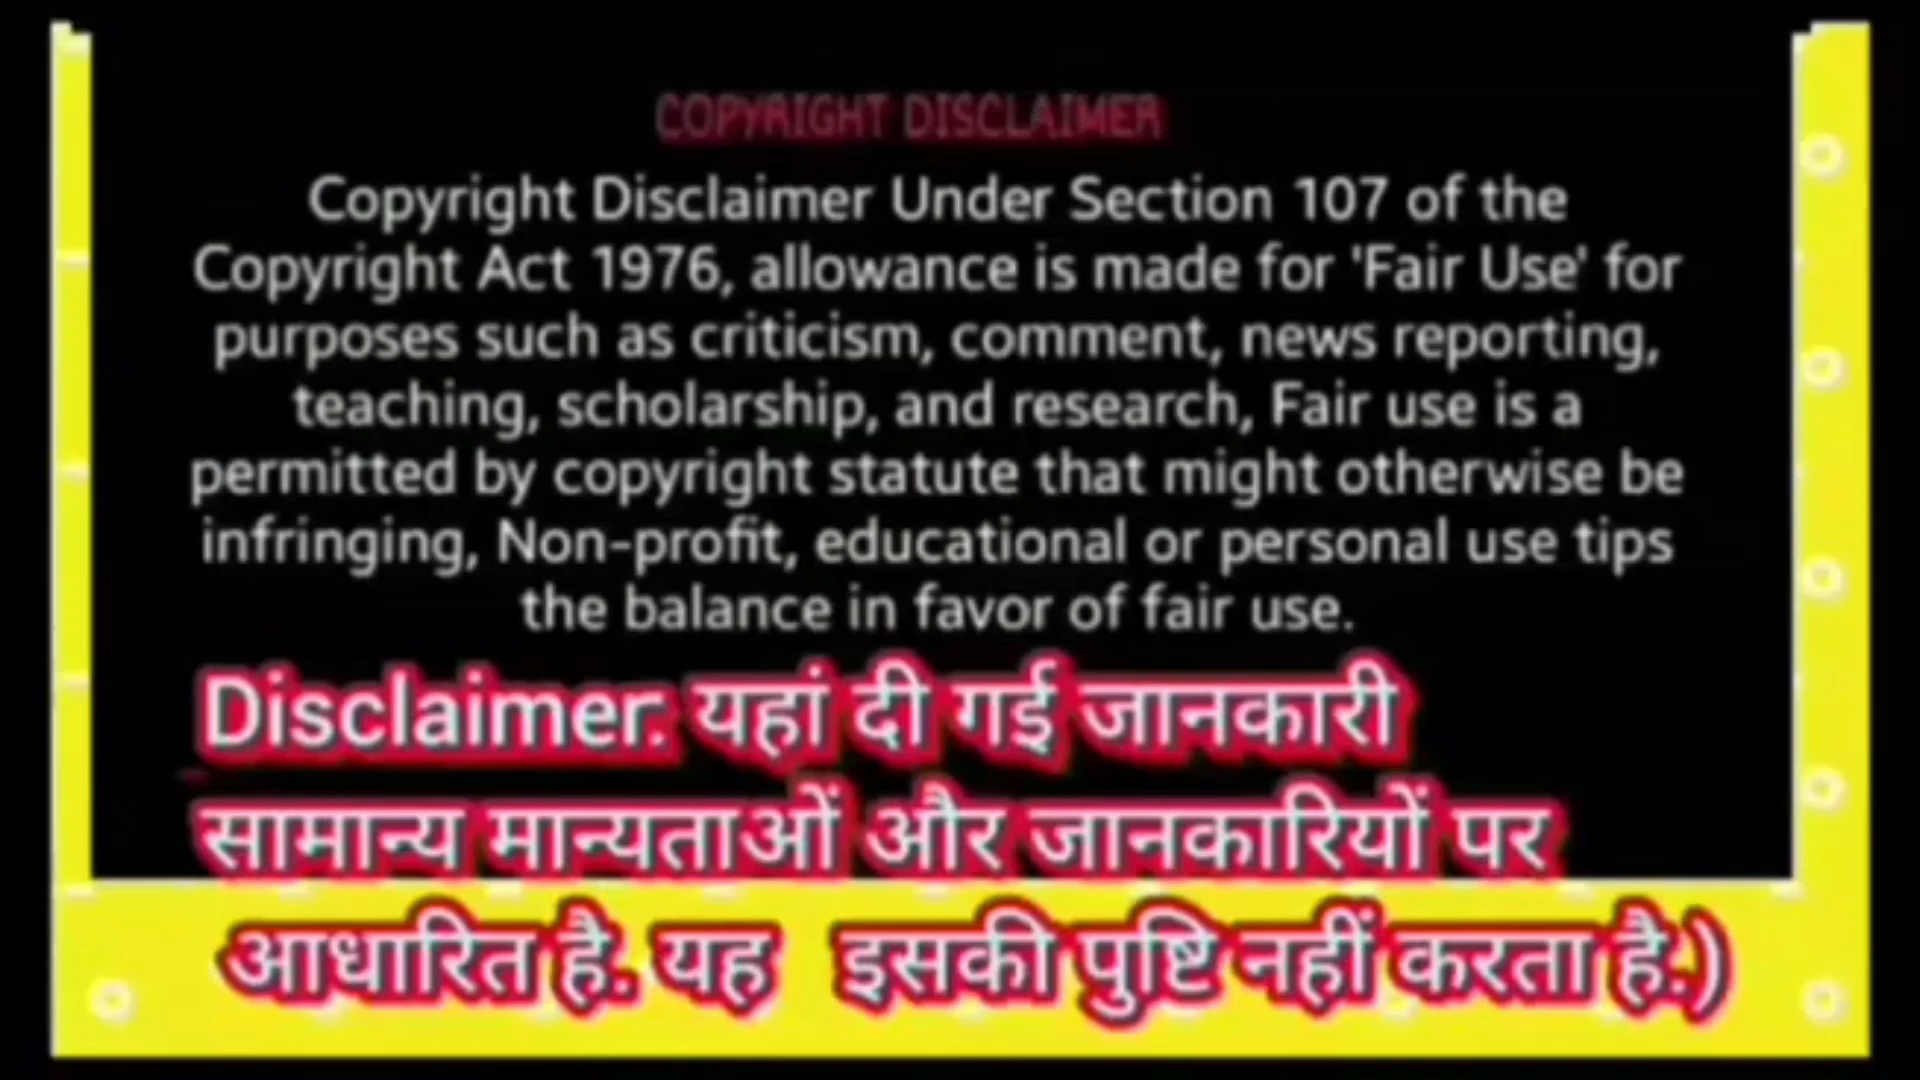 COPYRIGHT DISCLAIMER
Copyright Disclaimer Under Section 107 of the
Copyright Act 1976, allowance is made for 'Fair Use' for
purposes such as criticism, comment, news reporting,
teaching, scholarship, and research, Fair use is a
permitted by copyright statute that might otherwise be
infringing, Non-profit, educational or personal use tips
the balance in favor of fair use.
Disclaimer: यहां दी गई जानकारी
सामान्य मान्यताओं और जानकारियों पर
आधारित है. यह इसकी पुष्टि नहीं करता है.)